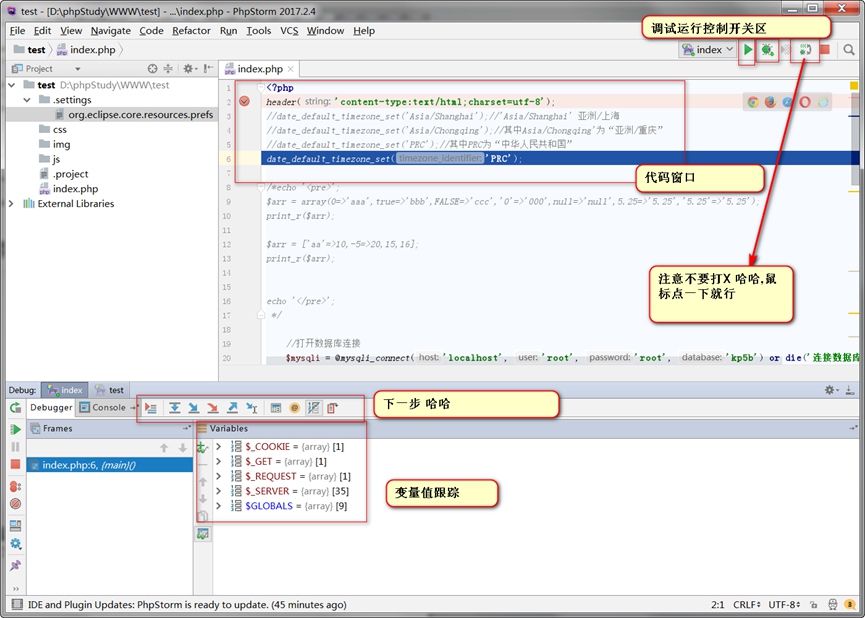 test - [D:\phpStudy\WWW\test] - ...\index.php - PhpStorm 2017.2.4
File Edit View Navigate Code Refactor Run Tools VCS Window Help
调试运行控制开关区
test index.php
index
Project
index.php
test D:\phpStudy\WWW\test
.settings
org.eclipse.core.resources.prefs
css
img
js
.project
index.php
External Libraries
1 <?php
2 header( string: 'content-type:text/html;charset=utf-8');
3 //date_default_timezone_set('Asia/Shanghai');//'Asia/Shanghai' 亚洲/上海
4 //date_default_timezone_set('Asia/Chongqing');//其中Asia/Chongqing'为“亚洲/重庆”
5 //date_default_timezone_set('PRC');//其中PRC为“中华人民共和国”
6 date_default_timezone_set( timezone_identifier: 'PRC');
7
代码窗口
8 /*echo '<pre>';
9 $arr = array(0=>'aaa',true=>'bbb',FALSE=>'ccc','0'=>'000',null=>'null',5.25=>'5.25','5.25'=>'5.25');
10 print_r($arr);
11
12 $arr = ['aa'=>10,-5=>20,15,16];
13 print_r($arr);
14
15
16 echo '</pre>';
17 */
18
19 //打开数据库连接
20 $mysqli = @mysqli_connect( host: 'localhost', user: 'root', password: 'root', database: 'kp5b') or die('连接数据库
注意不要打X 哈哈,鼠
标点一下就行
Debug: index test
Debugger Console
下一步 哈哈
Frames
Variables
index.php:6, {main}()
$_COOKIE = {array} [1]
$_GET = {array} [1]
$_REQUEST = {array} [1]
$_SERVER = {array} [35]
$GLOBALS = {array} [9]
变量值跟踪
IDE and Plugin Updates: PhpStorm is ready to update. (45 minutes ago)
2:1 CRLF UTF-8
3